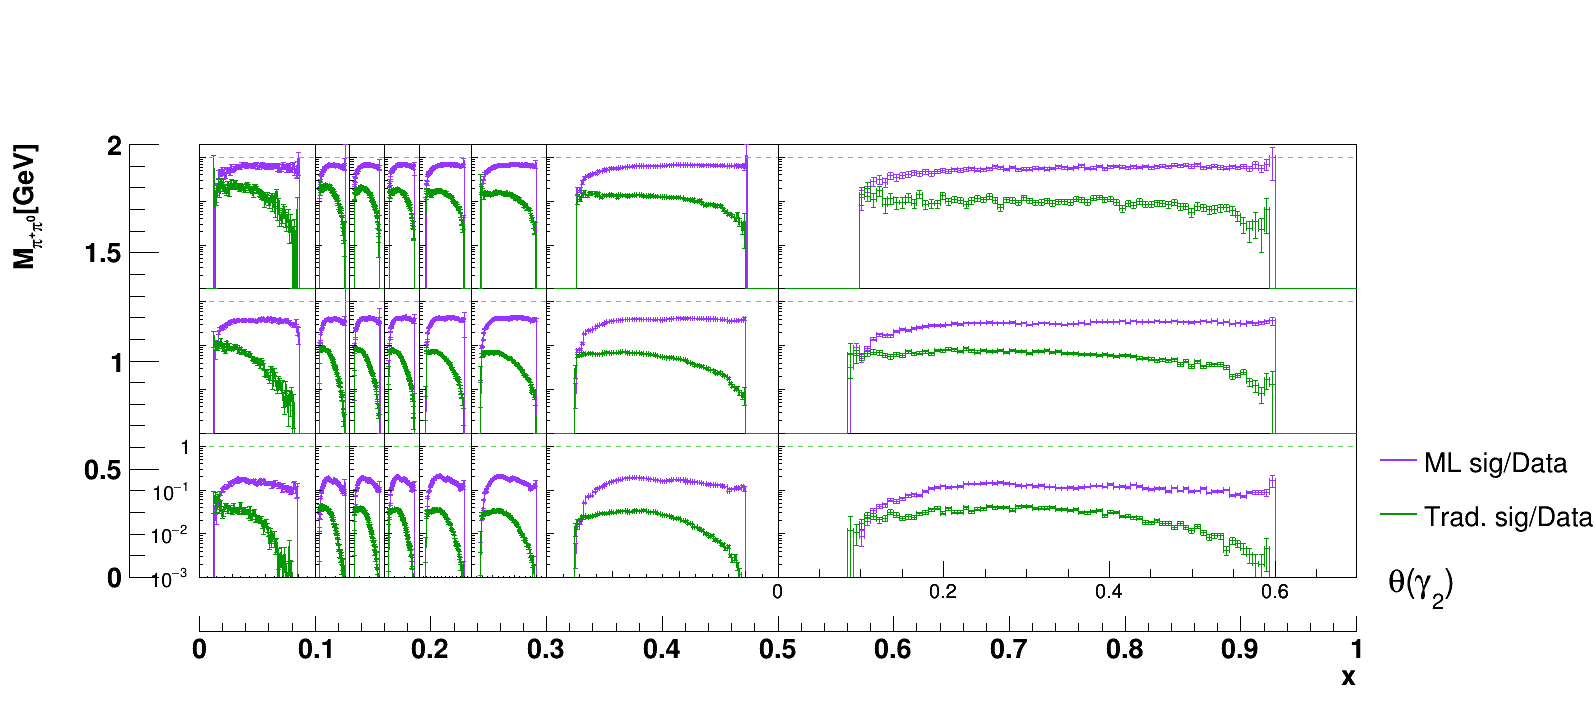 M_{π⁺π⁰}[GeV]
2
1.5
1
0.5
0
1
10⁻¹
10⁻²
10⁻³
0 0.2 0.4 0.6
θ(γ₂)
0 0.1 0.2 0.3 0.4 0.5 0.6 0.7 0.8 0.9 1
x
ML sig/Data
Trad. sig/Data